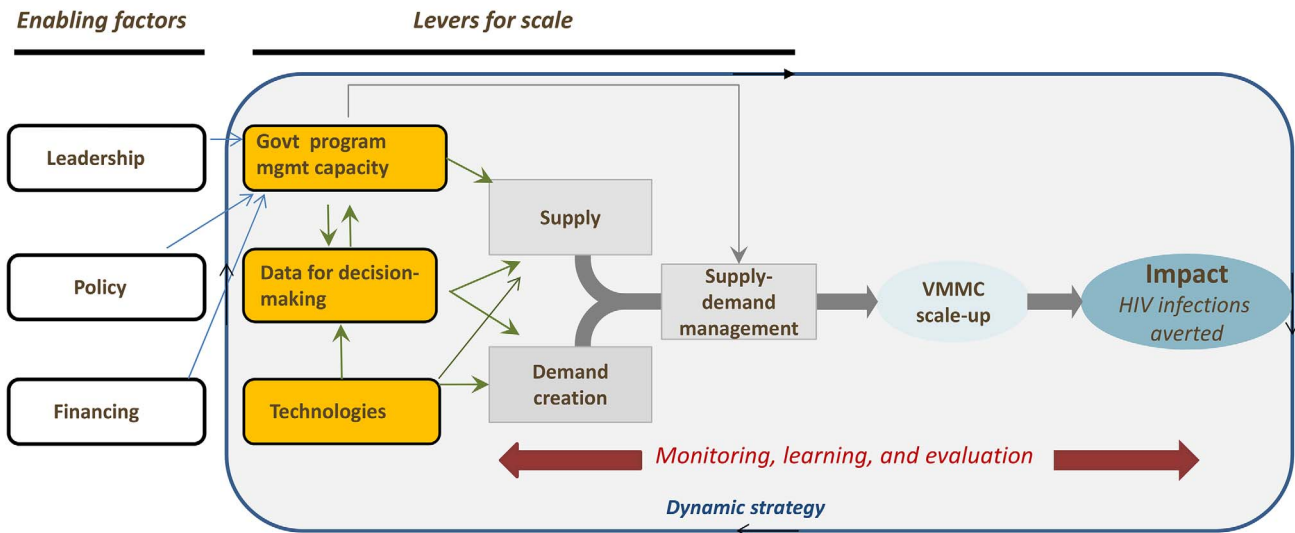 Enabling factors
Levers for scale
Leadership
Govt program
mgmt capacity
Supply
Policy
Data for decision-
making
Supply-
demand
management
VMMC
scale-up
Impact
HIV infections
averted
Demand
creation
Financing
Technologies
Monitoring, learning, and evaluation
Dynamic strategy